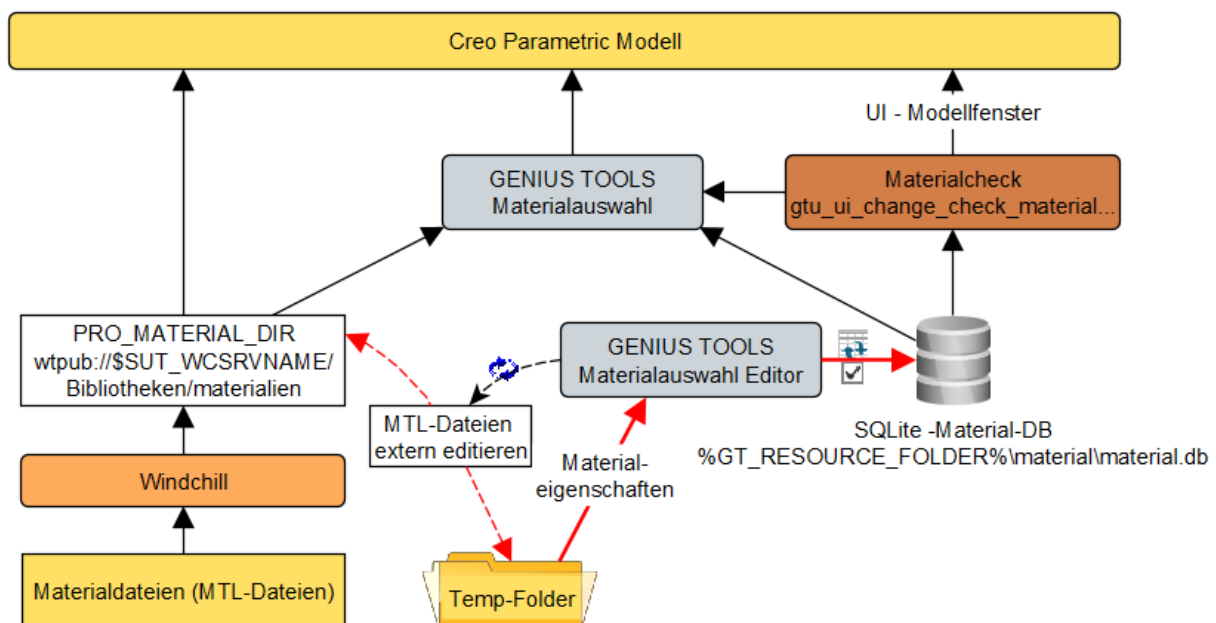 Creo Parametric Modell
UI - Modellfenster
GENIUS TOOLS
Materialauswahl
Materialcheck
gtu_ui_change_check_material...
PRO_MATERIAL_DIR
wtpub://$SUT_WCSRVNAME/
Bibliotheken/materialien
GENIUS TOOLS
Materialauswahl Editor
MTL-Dateien
extern editieren
SQLite -Material-DB
%GT_RESOURCE_FOLDER%\material\material.db
Material-
eigenschaften
Windchill
Materialdateien (MTL-Dateien)
Temp-Folder